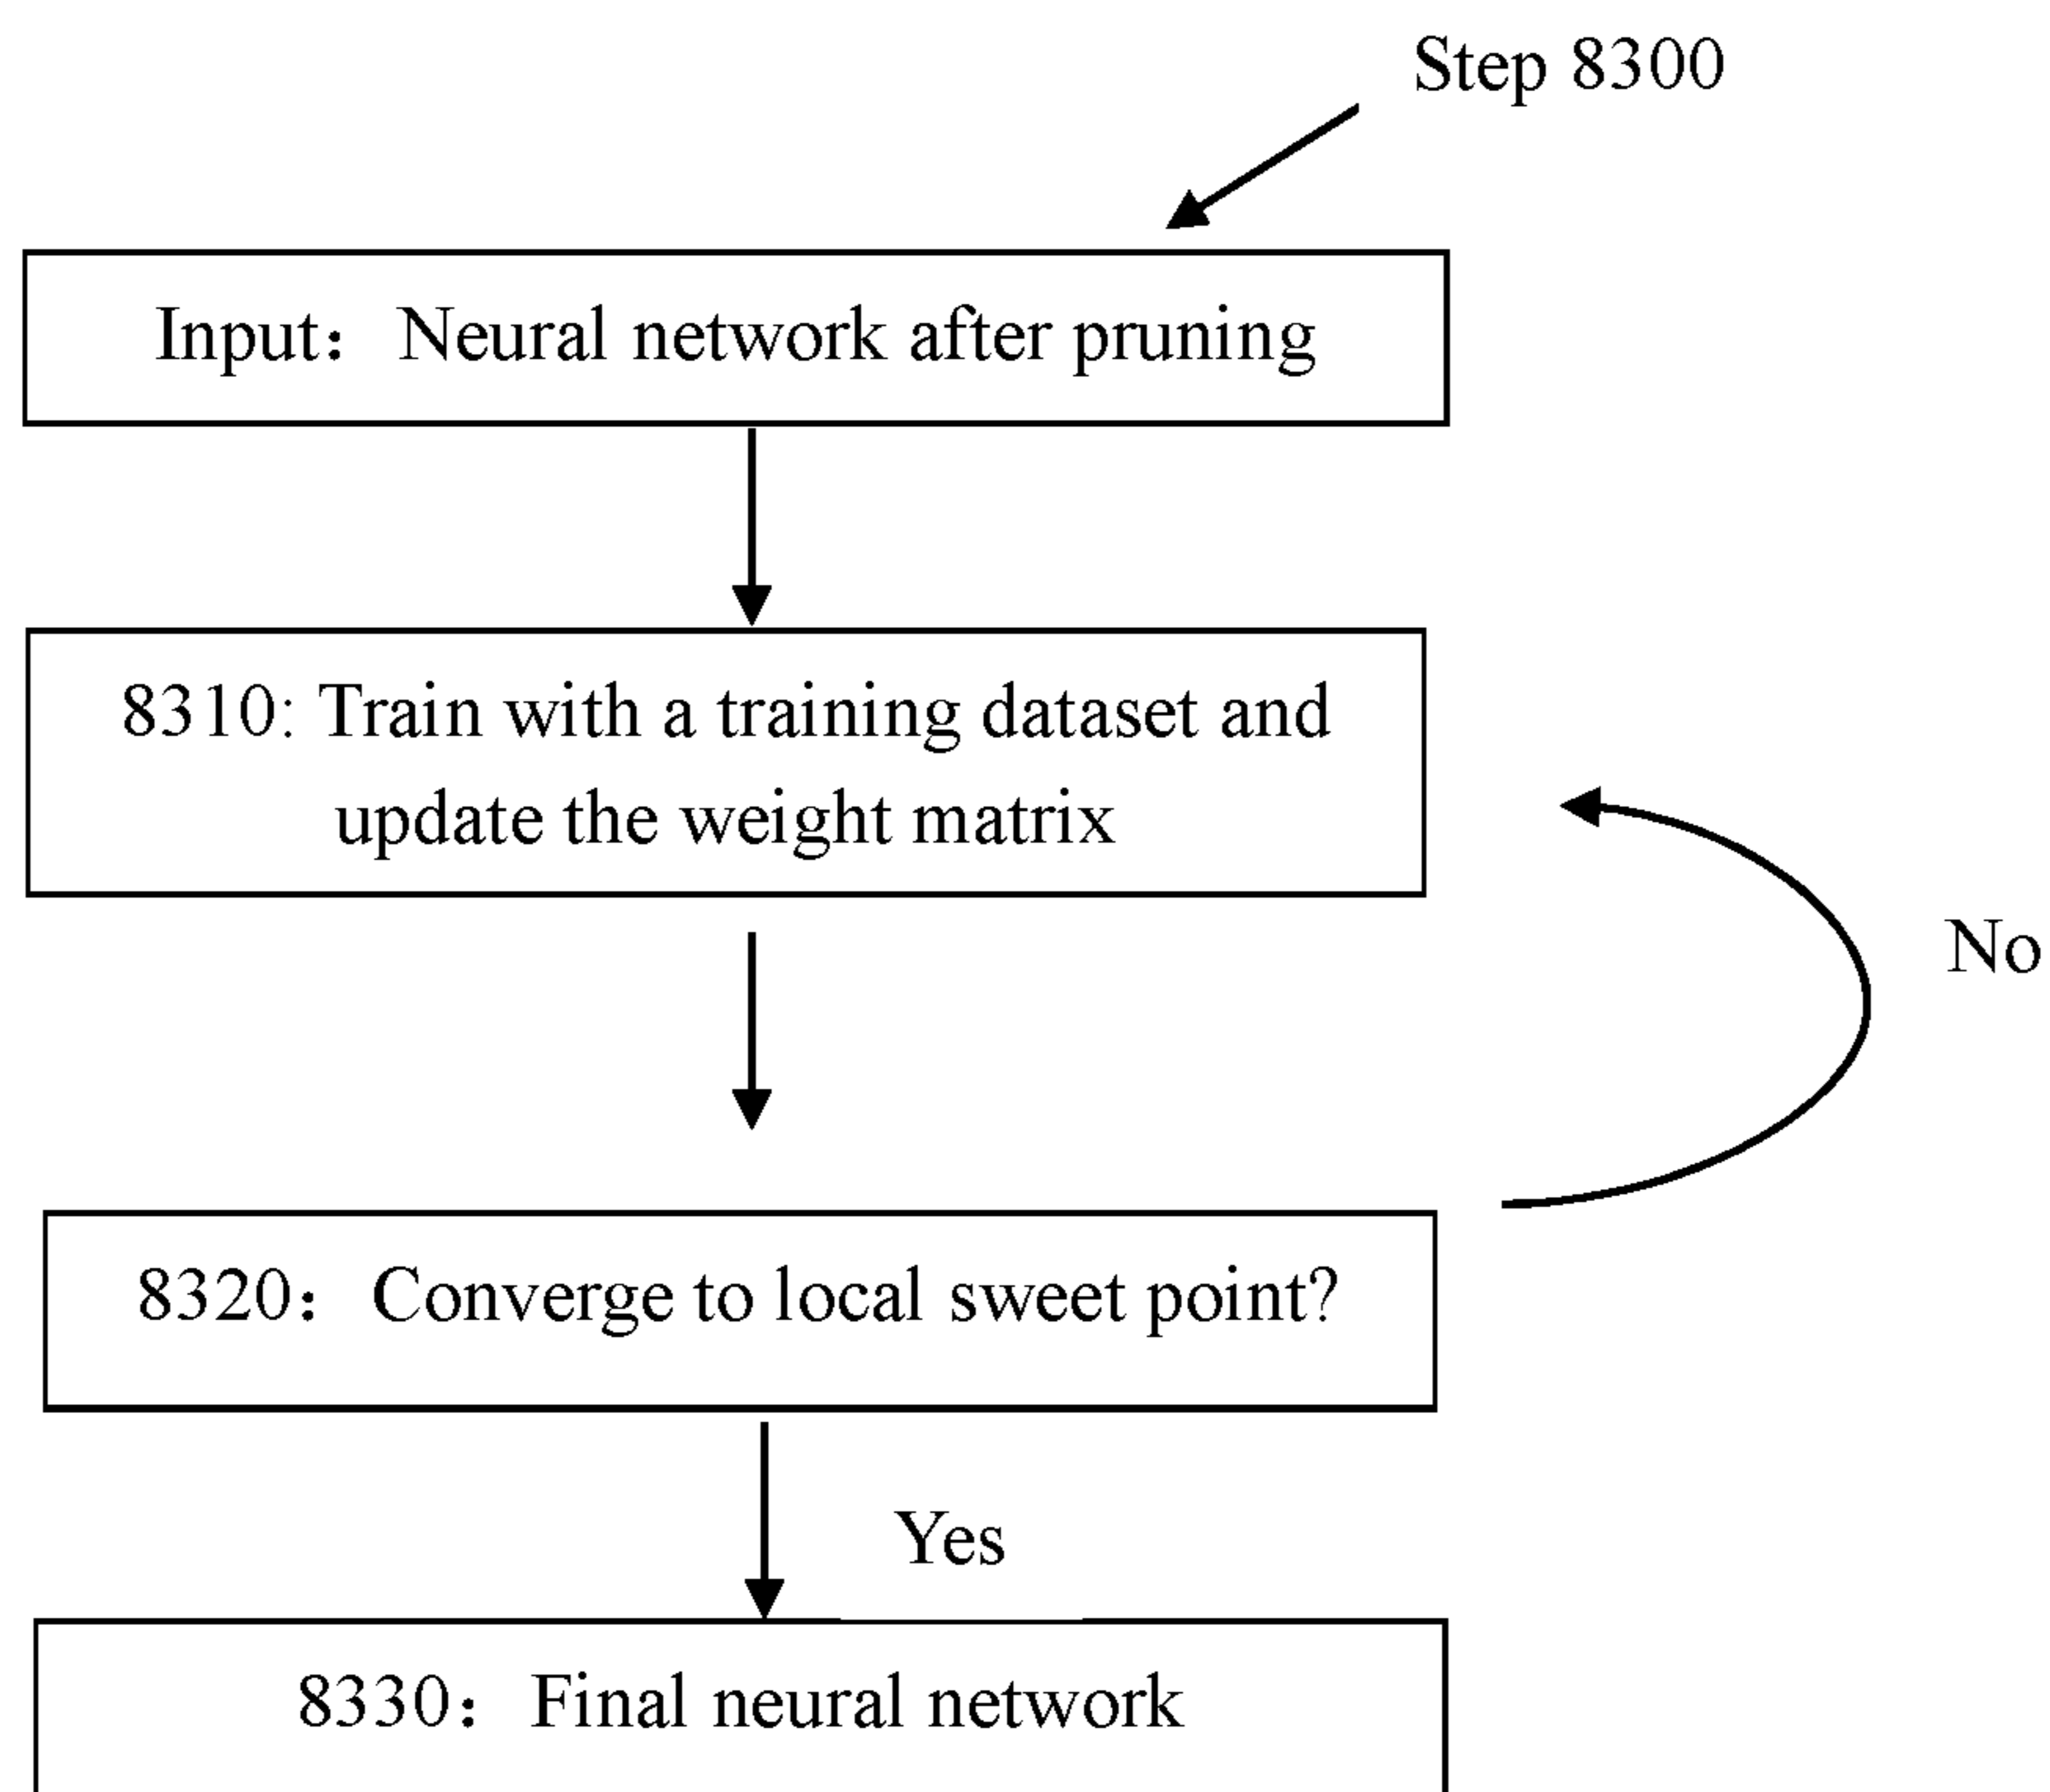 Step 8300
Input： Neural network after pruning
8310: Train with a training dataset and
update the weight matrix
No
8320： Converge to local sweet point?
Yes
8330： Final neural network